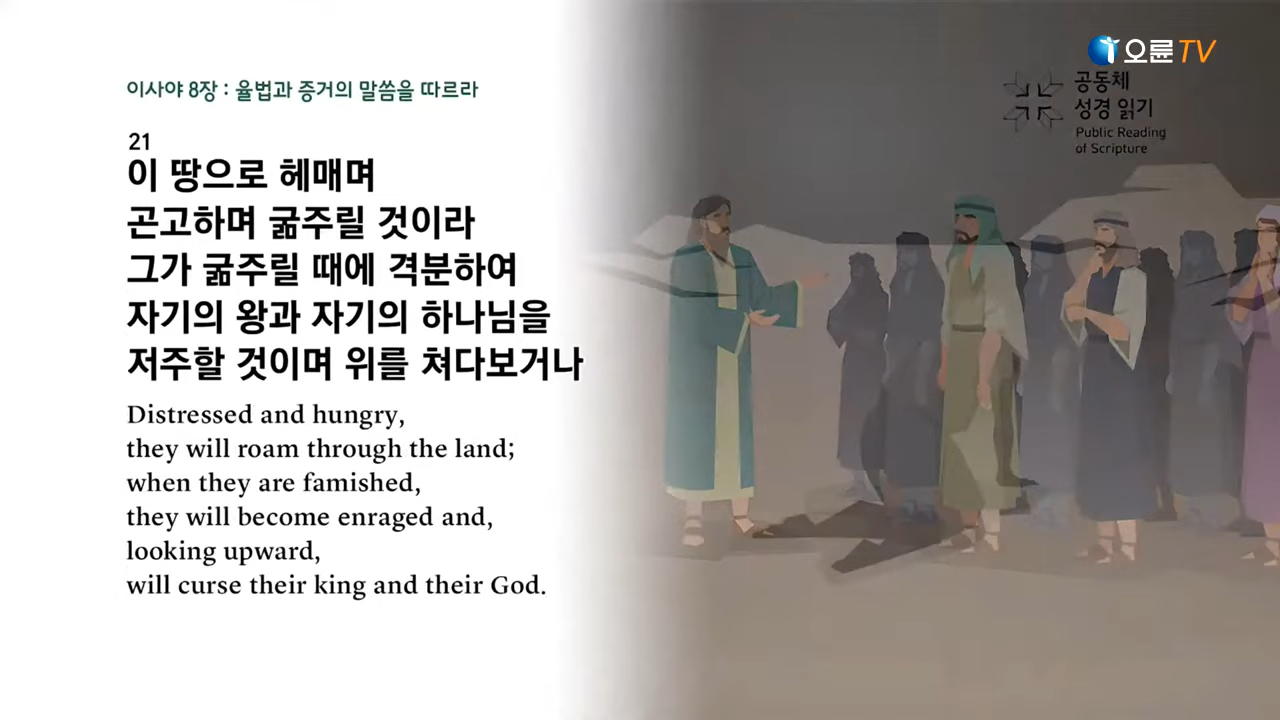 오륜TV
공동체
성경 읽기
Public Reading
of Scripture
이사야 8장 : 율법과 증거의 말씀을 따르라
21
이 땅으로 헤매며
곤고하며 굶주릴 것이라
그가 굶주릴 때에 격분하여
자기의 왕과 자기의 하나님을
저주할 것이며 위를 쳐다보거나
Distressed and hungry,
they will roam through the land;
when they are famished,
they will become enraged and,
looking upward,
will curse their king and their God.